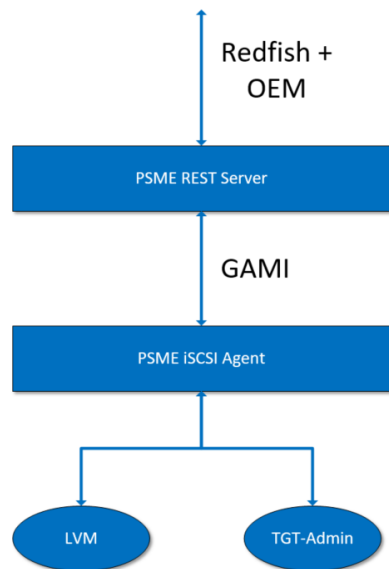 Redfish +
OEM
PSME REST Server
GAMI
PSME iSCSI Agent
LVM
TGT-Admin